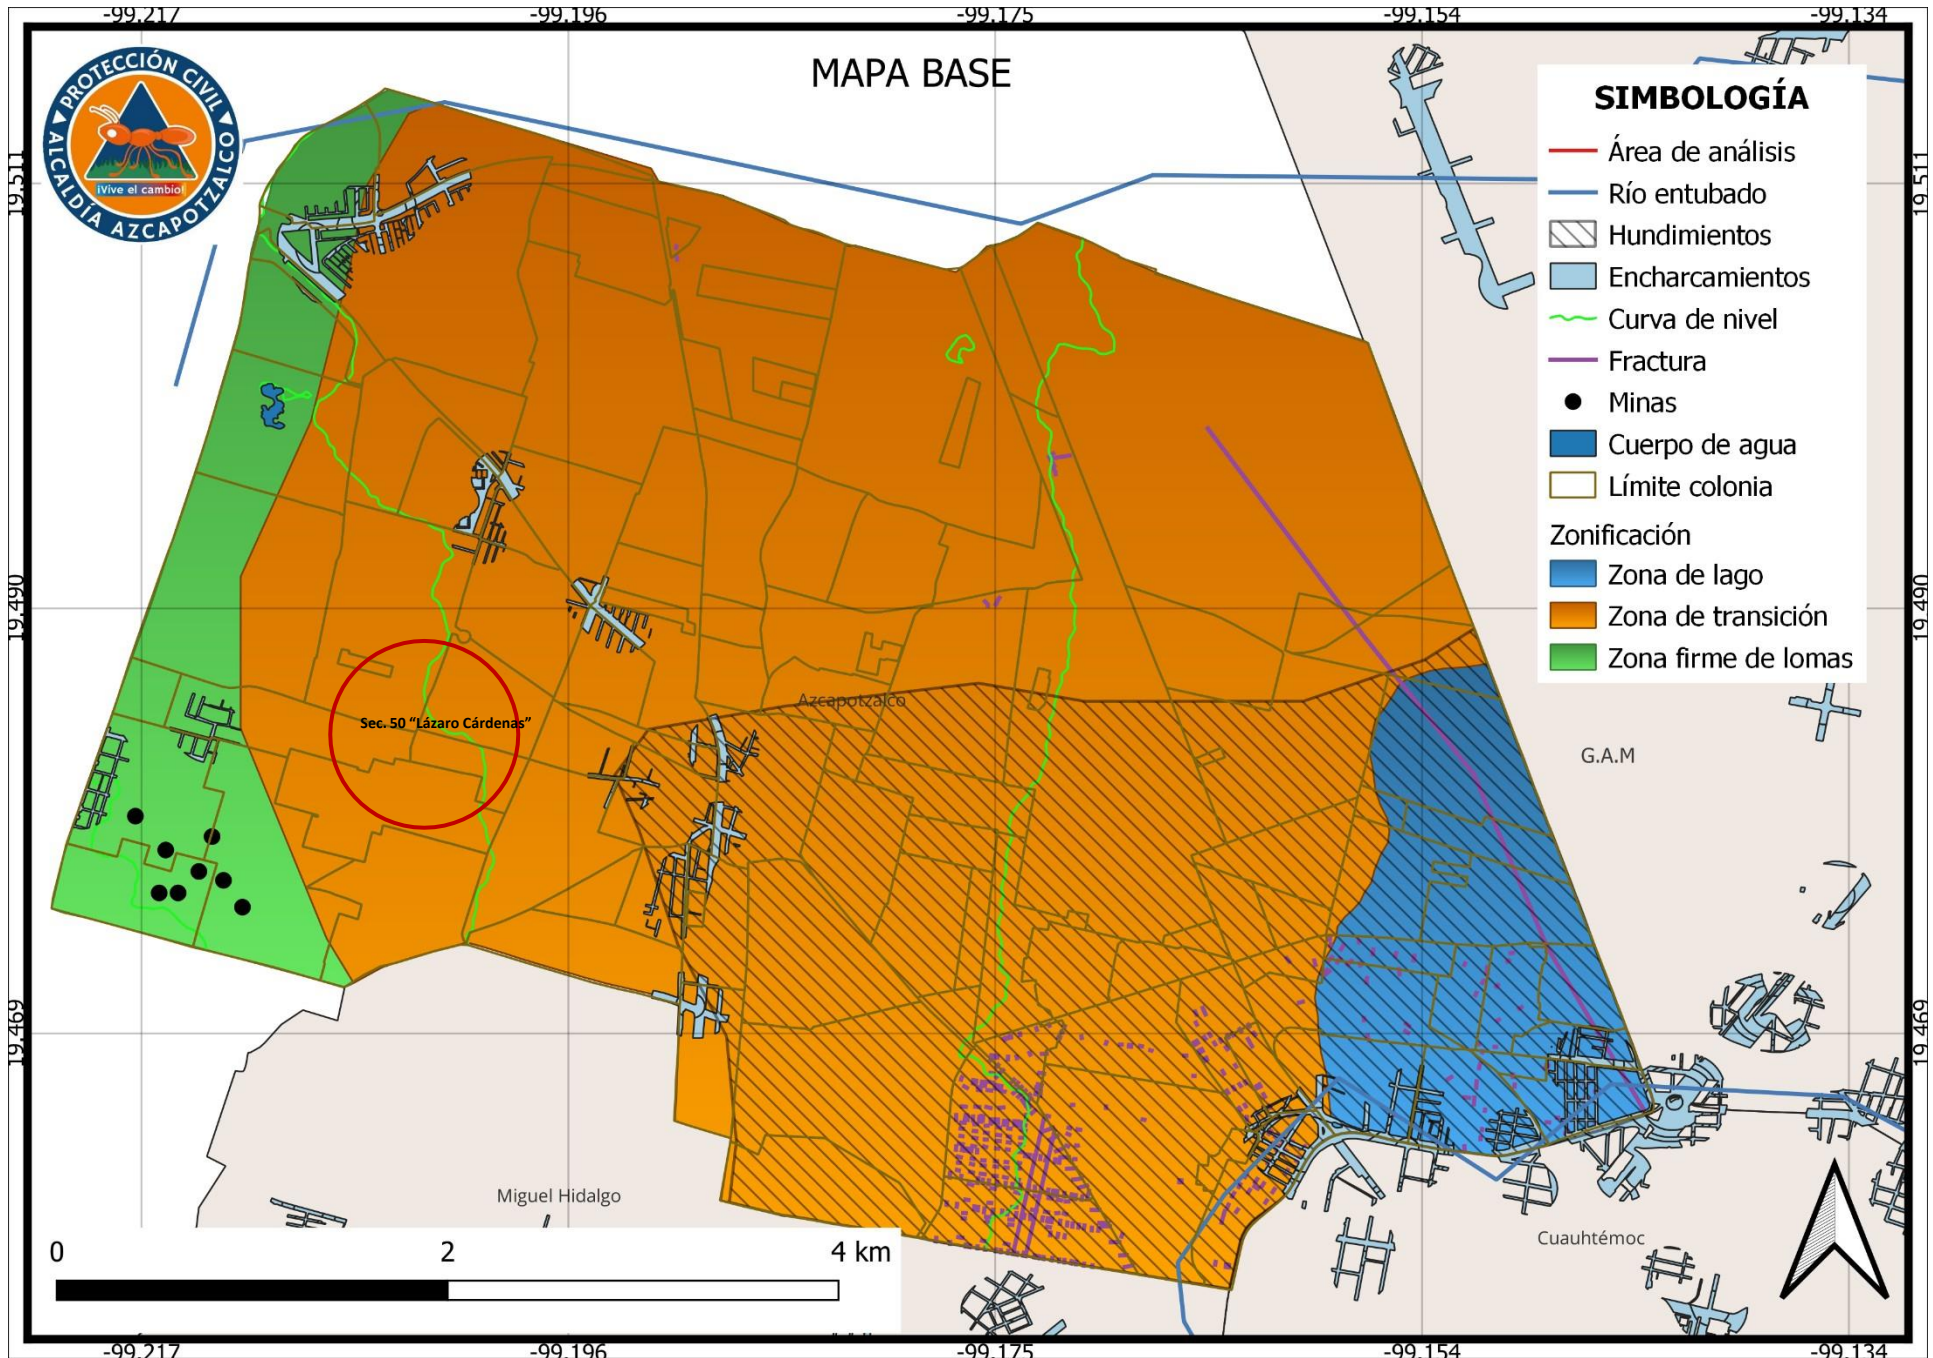 -99.217 -99.196 -99.175 -99.154 -99.134
MAPA BASE
PROTECCIÓN CIVIL
ALCALDÍA AZCAPOTZALCO
¡Vive el cambio!
SIMBOLOGÍA
Área de análisis
Río entubado
Hundimientos
Encharcamientos
Curva de nivel
Fractura
Minas
Cuerpo de agua
Límite colonia
Zonificación
Zona de lago
Zona de transición
Zona firme de lomas
19.511 19.511
19.490 19.490
Azcapotzalco
Sec. 50 “Lázaro Cárdenas”
G.A.M
19.469 19.469
Miguel Hidalgo
Cuauhtémoc
0 2 4 km
-99.217 -99.196 -99.175 -99.154 -99.134